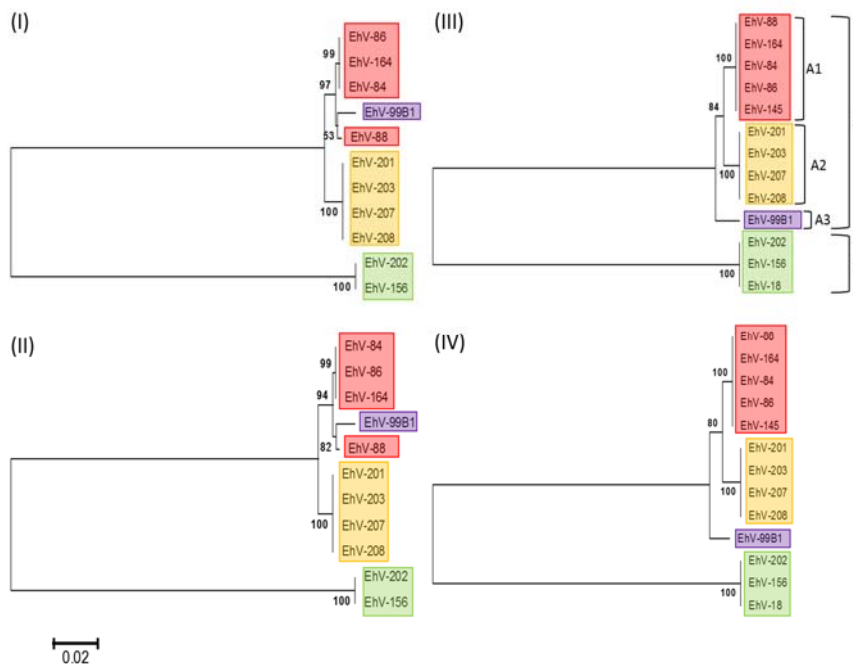 (I)
99
97
53
100
100
EhV-86
EhV-164
EhV-84
EhV-99B1
EhV-88
EhV-201
EhV-203
EhV-207
EhV-208
EhV-202
EhV-156
(III)
100
84
100
100
EhV-88
EhV-164
EhV-84
EhV-86
EhV-145
EhV-201
EhV-203
EhV-207
EhV-208
EhV-99B1
EhV-202
EhV-156
EhV-18
A1
A2
A3
(II)
99
94
82
100
100
EhV-84
EhV-86
EhV-164
EhV-99B1
EhV-88
EhV-201
EhV-203
EhV-207
EhV-208
EhV-202
EhV-156
(IV)
100
80
100
100
EhV-00
EhV-164
EhV-84
EhV-86
EhV-145
EhV-201
EhV-203
EhV-207
EhV-208
EhV-99B1
EhV-202
EhV-156
EhV-18
0.02